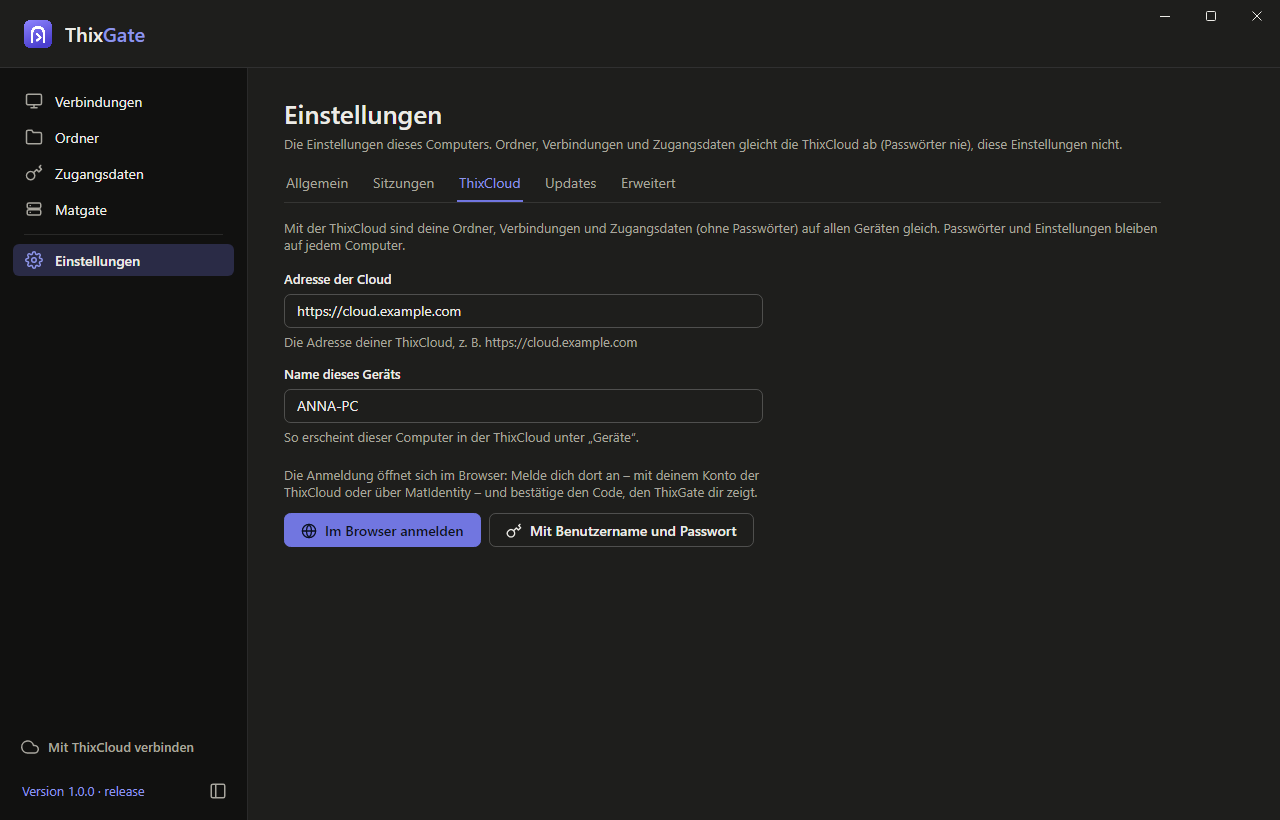 ThixGate
Verbindungen
Ordner
Zugangsdaten
Matgate
Einstellungen
Mit ThixCloud verbinden
Version 1.0.0 · release
Einstellungen
Die Einstellungen dieses Computers. Ordner, Verbindungen und Zugangsdaten gleicht die ThixCloud ab (Passwörter nie), diese Einstellungen nicht.
Allgemein Sitzungen ThixCloud Updates Erweitert
Mit der ThixCloud sind deine Ordner, Verbindungen und Zugangsdaten (ohne Passwörter) auf allen Geräten gleich. Passwörter und Einstellungen bleiben
auf jedem Computer.
Adresse der Cloud
https://cloud.example.com
Die Adresse deiner ThixCloud, z. B. https://cloud.example.com
Name dieses Geräts
ANNA-PC
So erscheint dieser Computer in der ThixCloud unter „Geräte“.
Die Anmeldung öffnet sich im Browser: Melde dich dort an – mit deinem Konto der
ThixCloud oder über MatIdentity – und bestätige den Code, den ThixGate dir zeigt.
Im Browser anmelden Mit Benutzername und Passwort